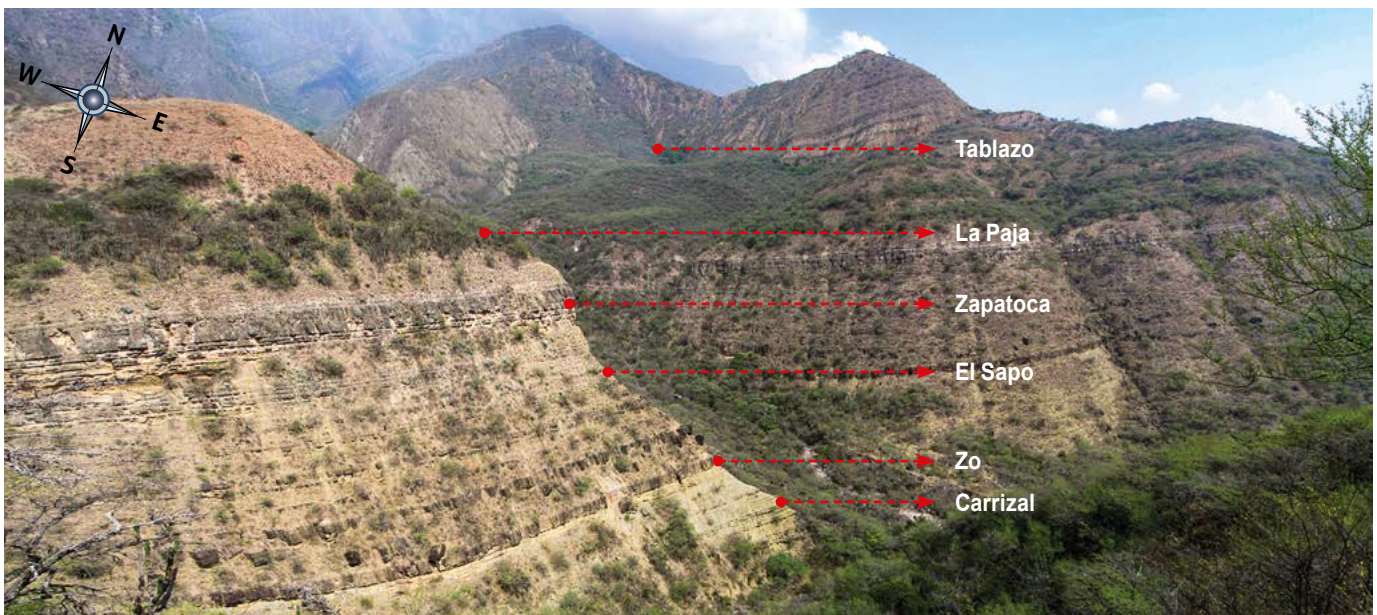 N
W
E
S
Tablazo
La Paja
Zapatoca
El Sapo
Zo
Carrizal